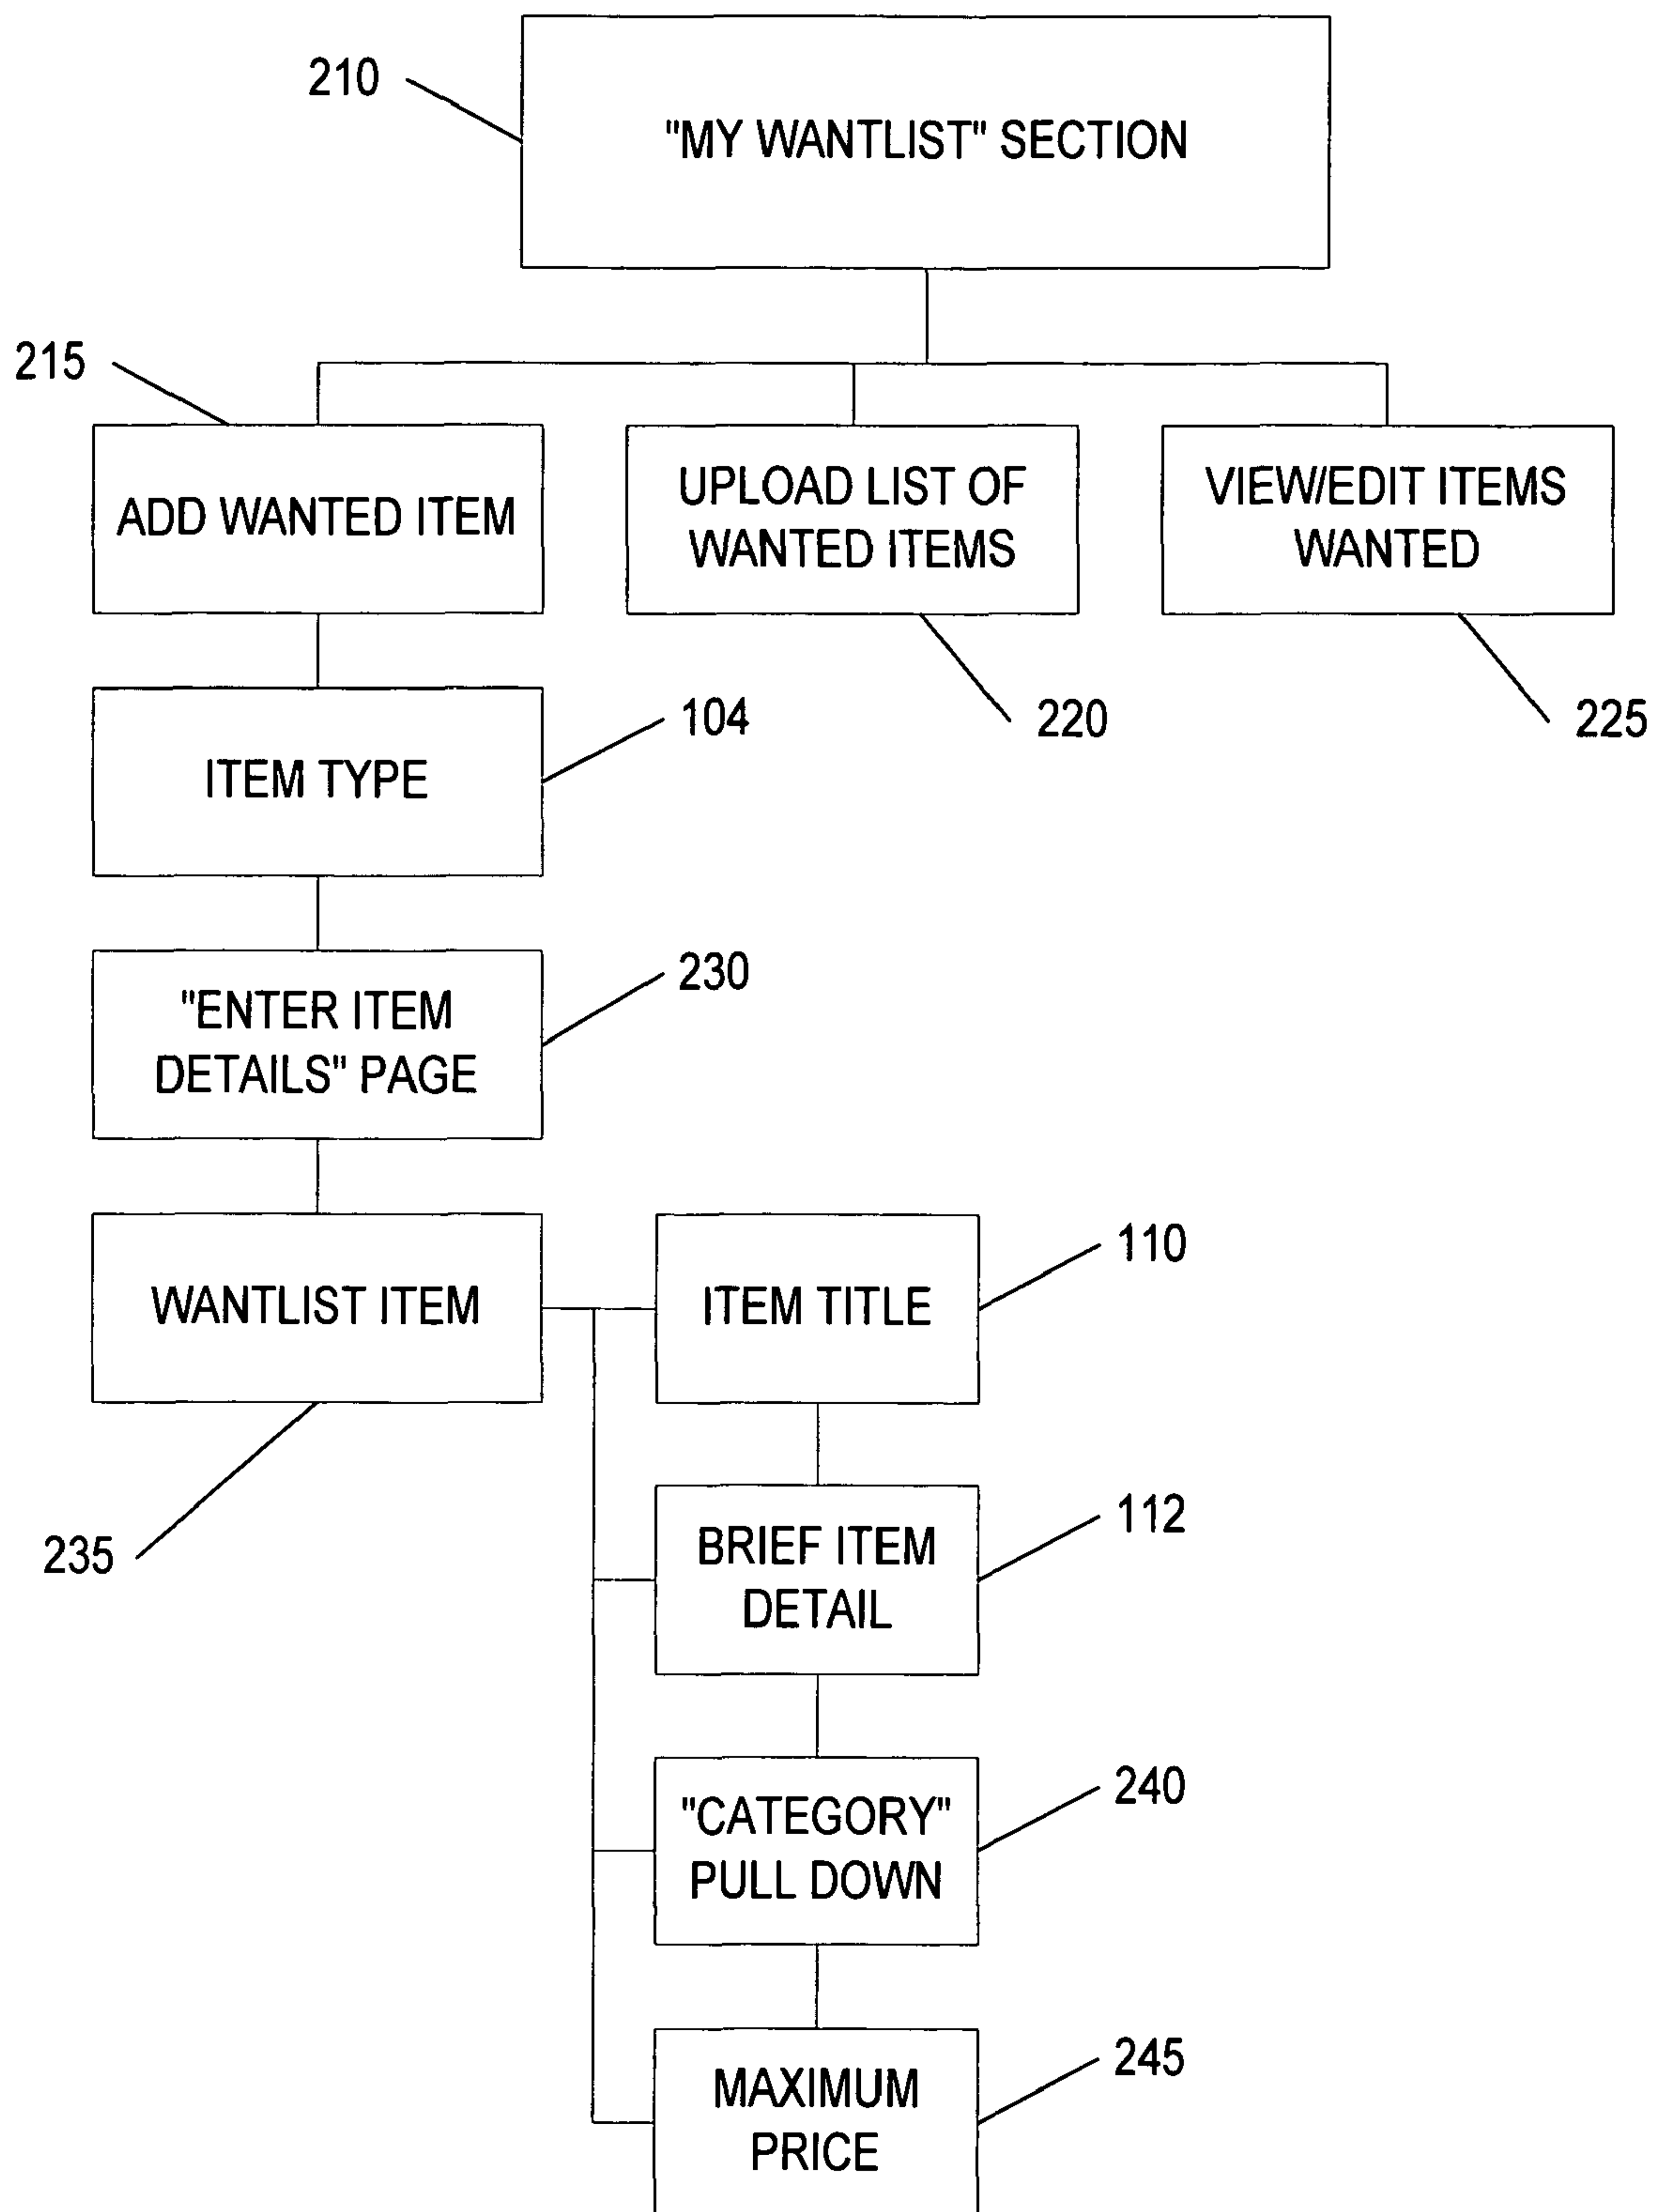 210
"MY WANTLIST" SECTION
215
ADD WANTED ITEM
UPLOAD LIST OF
WANTED ITEMS
VIEW/EDIT ITEMS
WANTED
104
220
225
ITEM TYPE
230
"ENTER ITEM
DETAILS" PAGE
110
WANTLIST ITEM
ITEM TITLE
112
235
BRIEF ITEM
DETAIL
240
"CATEGORY"
PULL DOWN
245
MAXIMUM
PRICE